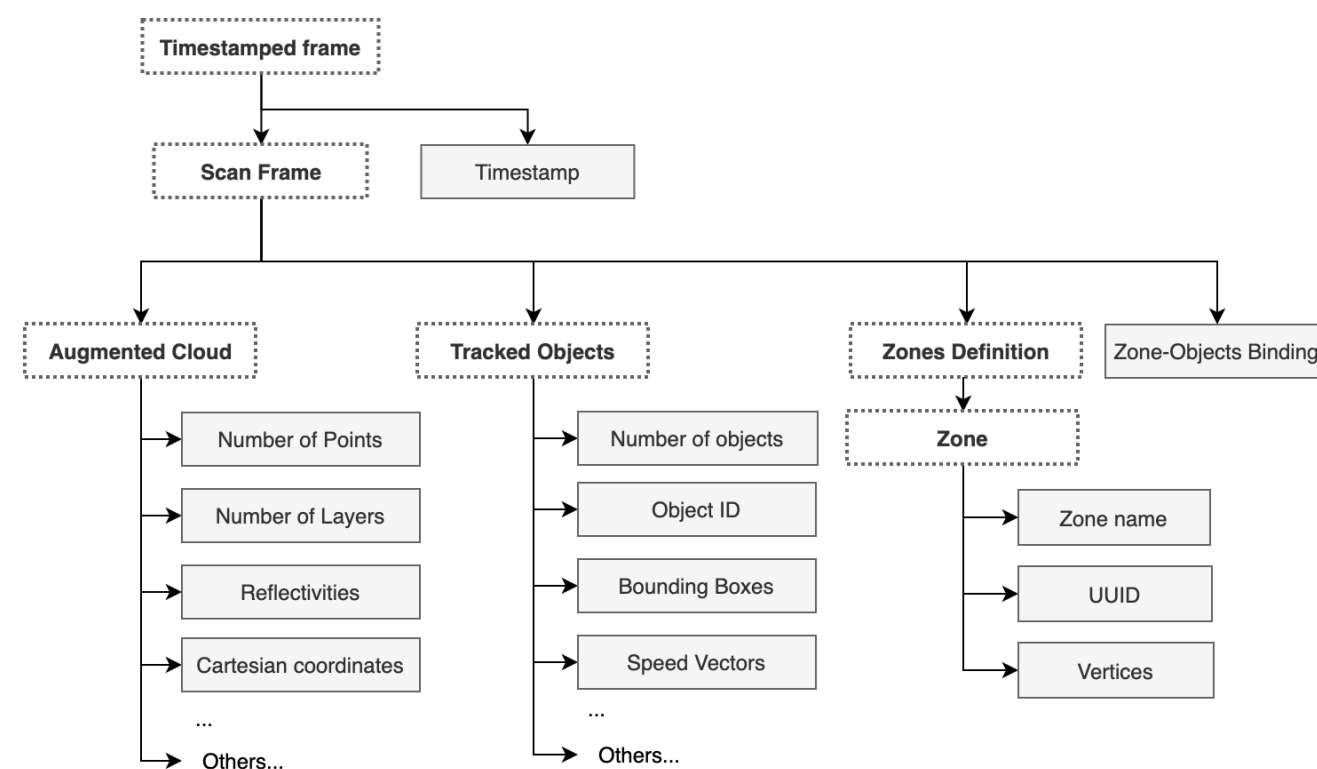 Timestamped frame
Scan Frame
Timestamp
Augmented Cloud
Tracked Objects
Zones Definition
Zone-Objects Binding
Number of Points
Number of Layers
Reflectivities
Cartesian coordinates
...
Others...
Number of objects
Object ID
Bounding Boxes
Speed Vectors
...
Others...
Zone
Zone name
UUID
Vertices